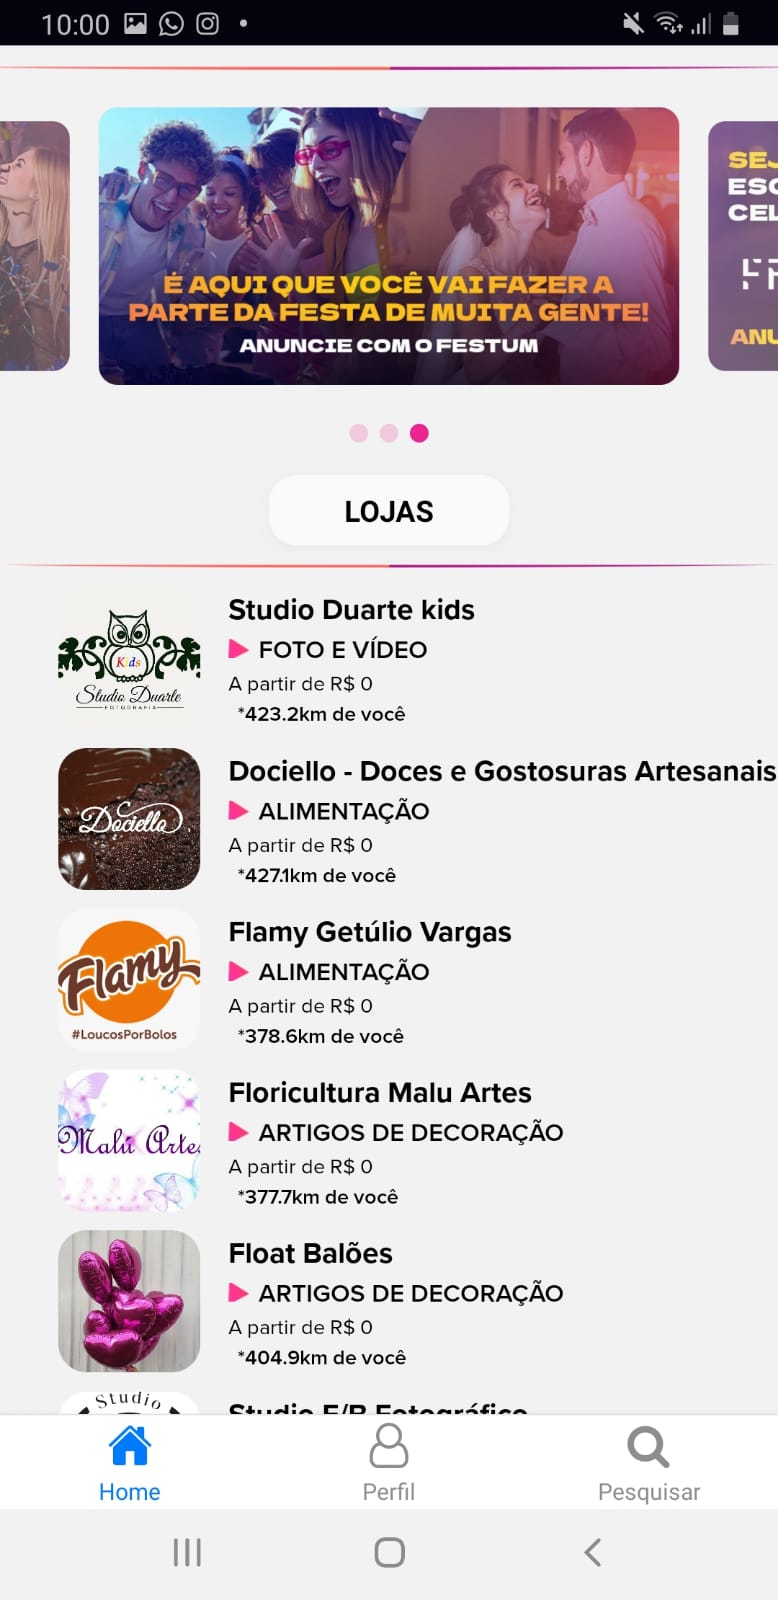 10:00
SEJ
ESC
CEL
É AQUI QUE VOCÊ VAI FAZER A
PARTE DA FESTA DE MUITA GENTE!
ANUNCIE COM O FESTUM
ANU
LOJAS
Kids
Studio Duarte
FOTOGRAFIA
Studio Duarte kids
FOTO E VÍDEO
A partir de R$ 0
*423.2km de você
Dociello
Dociello - Doces e Gostosuras Artesanais
ALIMENTAÇÃO
A partir de R$ 0
*427.1km de você
Flamy
#LoucosPorBolos
Flamy Getúlio Vargas
ALIMENTAÇÃO
A partir de R$ 0
*378.6km de você
Malú Artes
Floricultura Malu Artes
ARTIGOS DE DECORAÇÃO
A partir de R$ 0
*377.7km de você
Float Balões
ARTIGOS DE DECORAÇÃO
A partir de R$ 0
*404.9km de você
Studio
Studio E/B Fotográfico
Home
Perfil
Pesquisar